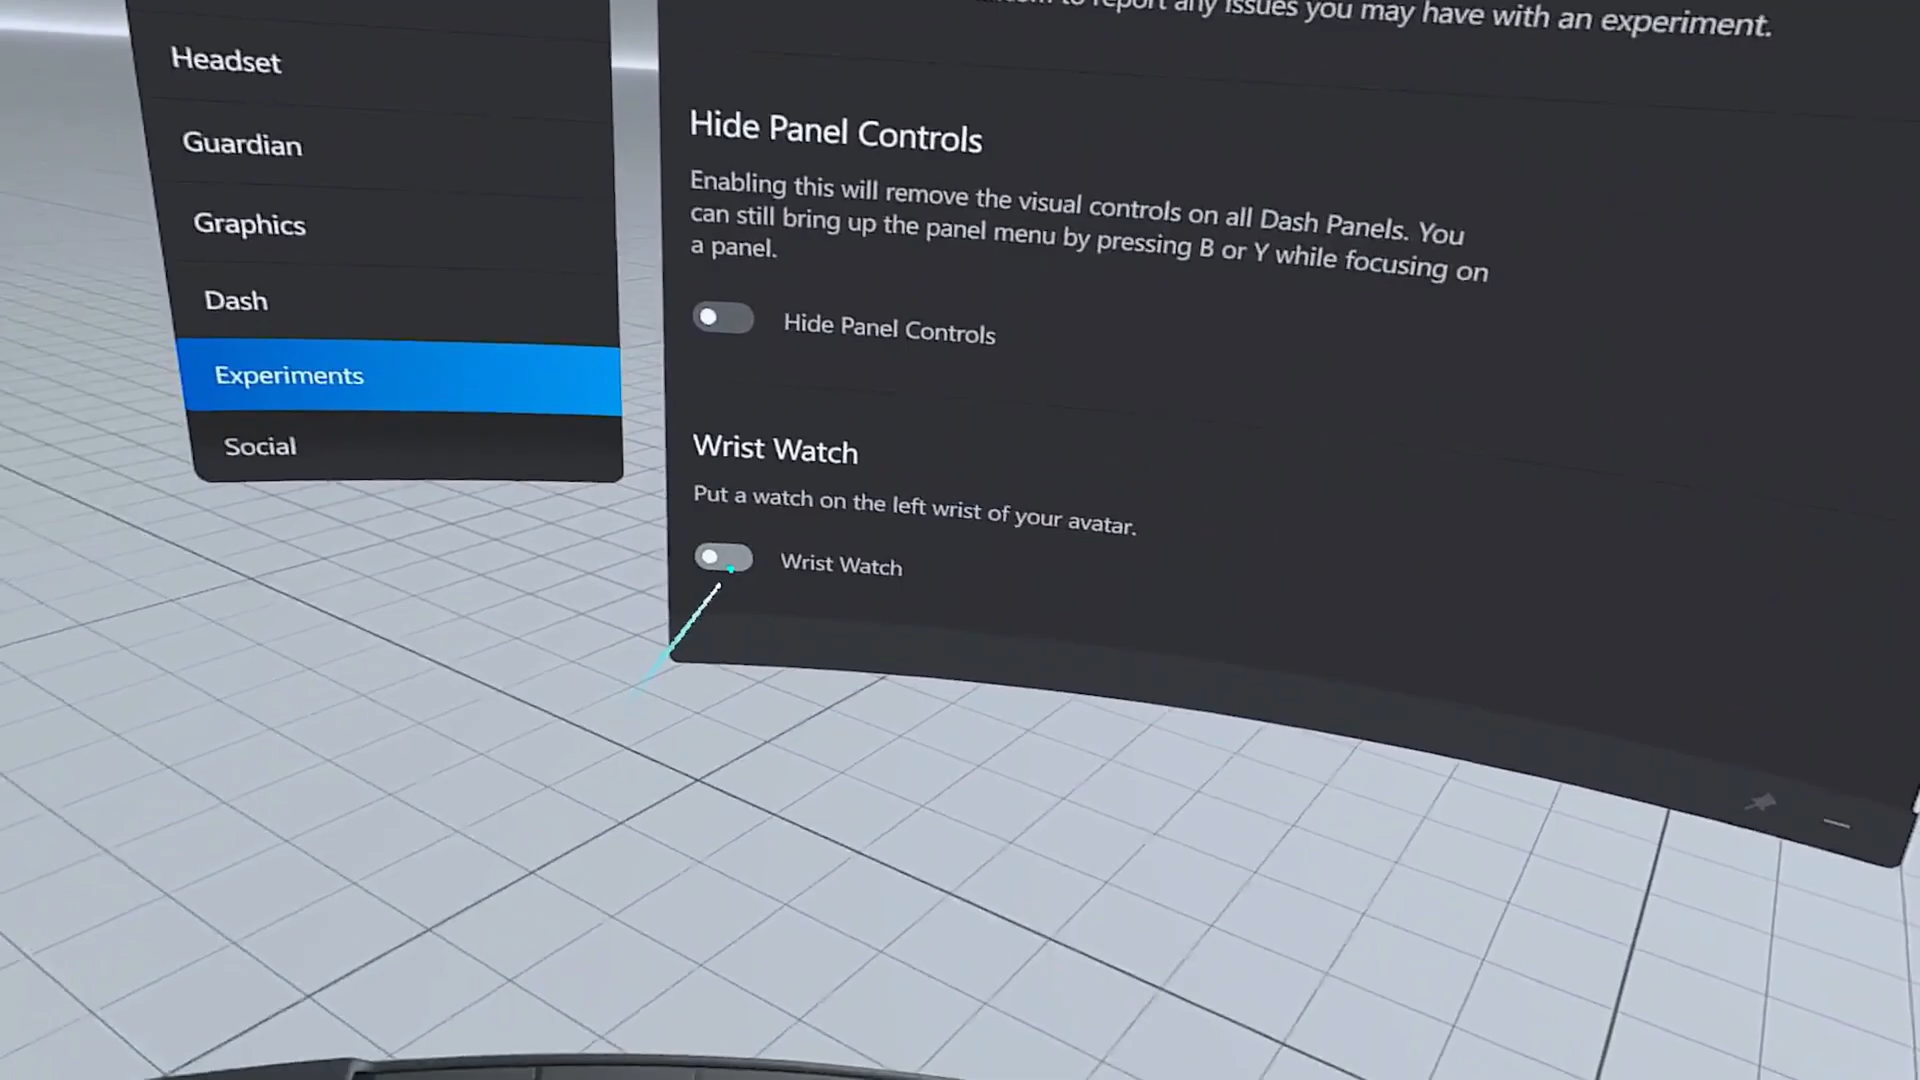 to report any issues you may have with an experiment.
Headset
Guardian
Graphics
Dash
Experiments
Social
Hide Panel Controls
Enabling this will remove the visual controls on all Dash Panels. You
can still bring up the panel menu by pressing B or Y while focusing on
a panel.
Hide Panel Controls
Wrist Watch
Put a watch on the left wrist of your avatar.
Wrist Watch